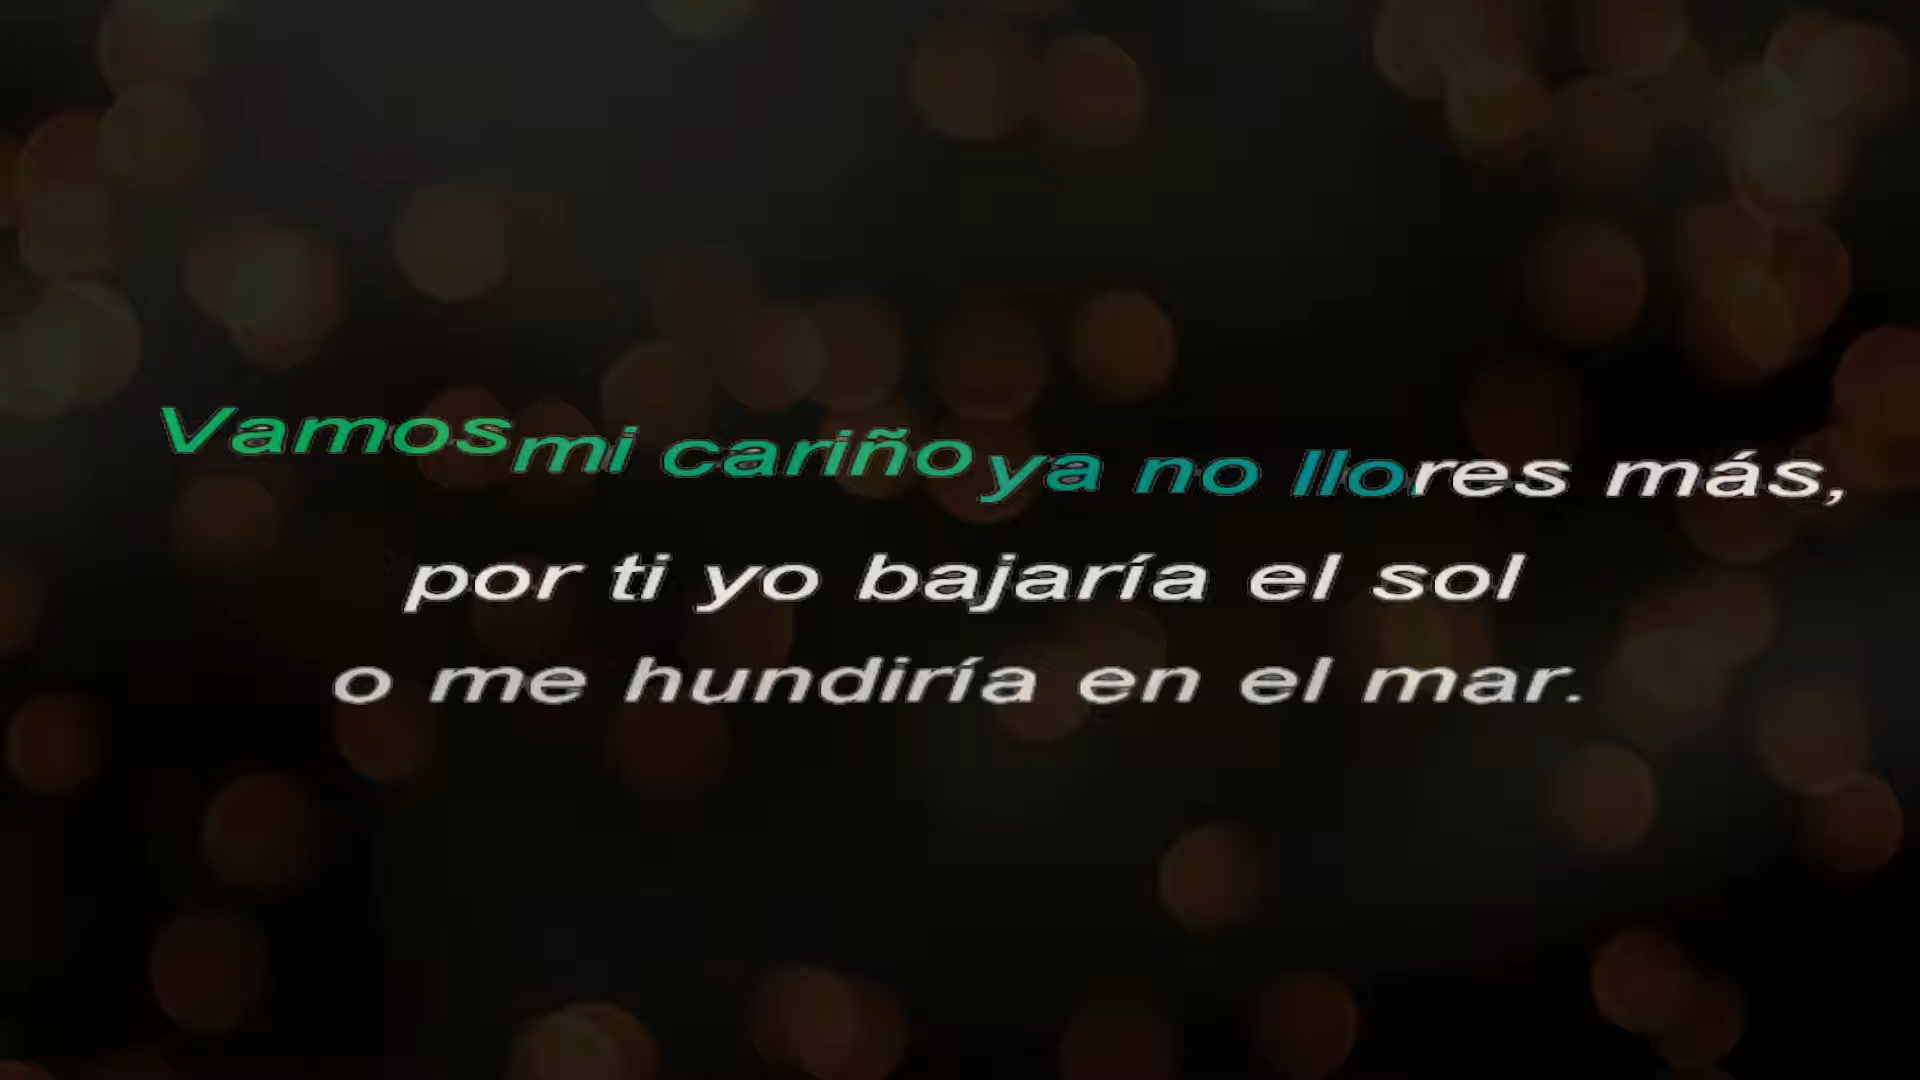 Vamos mi cariño ya no llores más,
por ti yo bajaría el sol
o me hundiría en el mar.